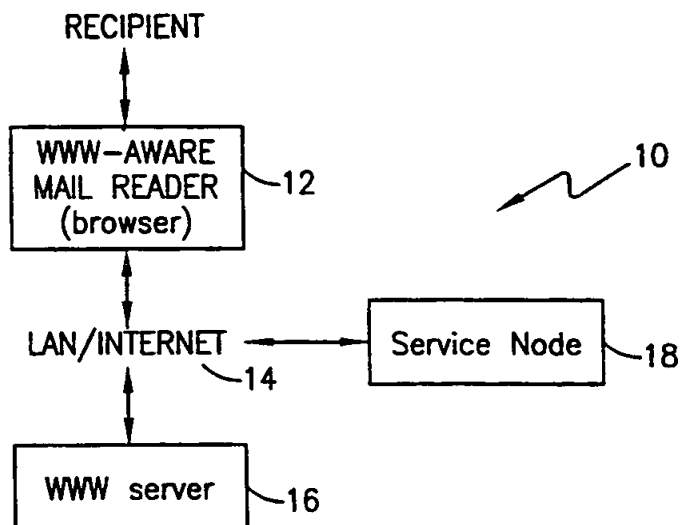 RECIPIENT
WWW-AWARE
MAIL READER
(browser)
12
10
LAN/INTERNET
14
Service Node
18
WWW server
16